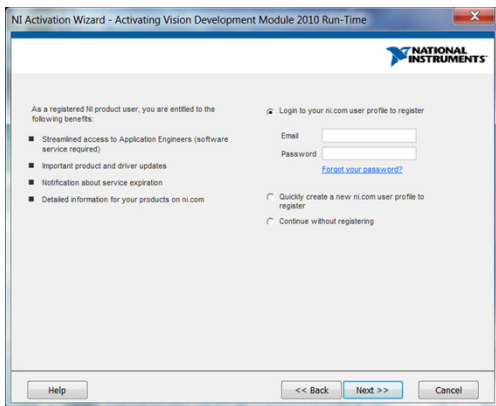 NI Activation Wizard - Activating Vision Development Module 2010 Run-Time
NATIONAL
INSTRUMENTS
As a registered NI product user, you are entitled to the
following benefits:
Streamlined access to Application Engineers (software
service required)
Important product and driver updates
Notification about service expiration
Detailed information for your products on ni.com
Login to your ni.com user profile to register
Email
Password
Forgot your password?
Quickly create a new ni.com user profile to
register
Continue without registering
Help
<< Back
Next >>
Cancel